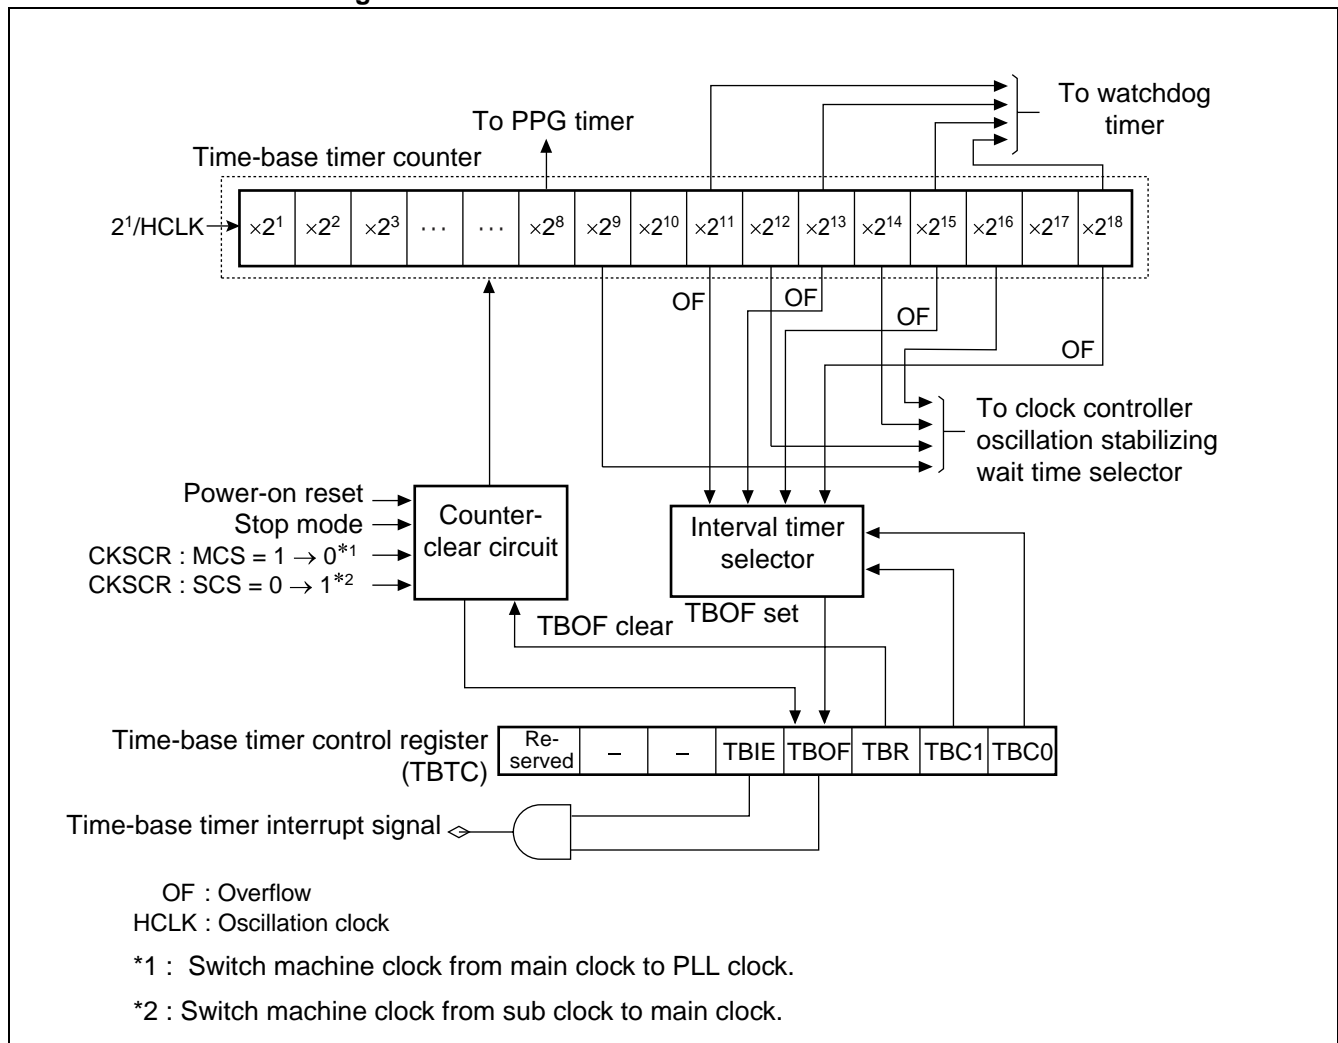 g
To watchdog
timer
To PPG timer
Time-base timer counter
2¹/HCLK
×2¹ ×2² ×2³ ··· ··· ×2⁸ ×2⁹ ×2¹⁰ ×2¹¹ ×2¹² ×2¹³ ×2¹⁴ ×2¹⁵ ×2¹⁶ ×2¹⁷ ×2¹⁸
OF
OF
OF
OF
To clock controller
oscillation stabilizing
wait time selector
Power-on reset
Stop mode
CKSCR : MCS = 1 → 0*1
CKSCR : SCS = 0 → 1*2
Counter-
clear circuit
Interval timer
selector
TBOF clear
TBOF set
Time-base timer control register
(TBTC)
Re-
served – – TBIE TBOF TBR TBC1 TBC0
Time-base timer interrupt signal
OF : Overflow
HCLK : Oscillation clock
*1 : Switch machine clock from main clock to PLL clock.
*2 : Switch machine clock from sub clock to main clock.